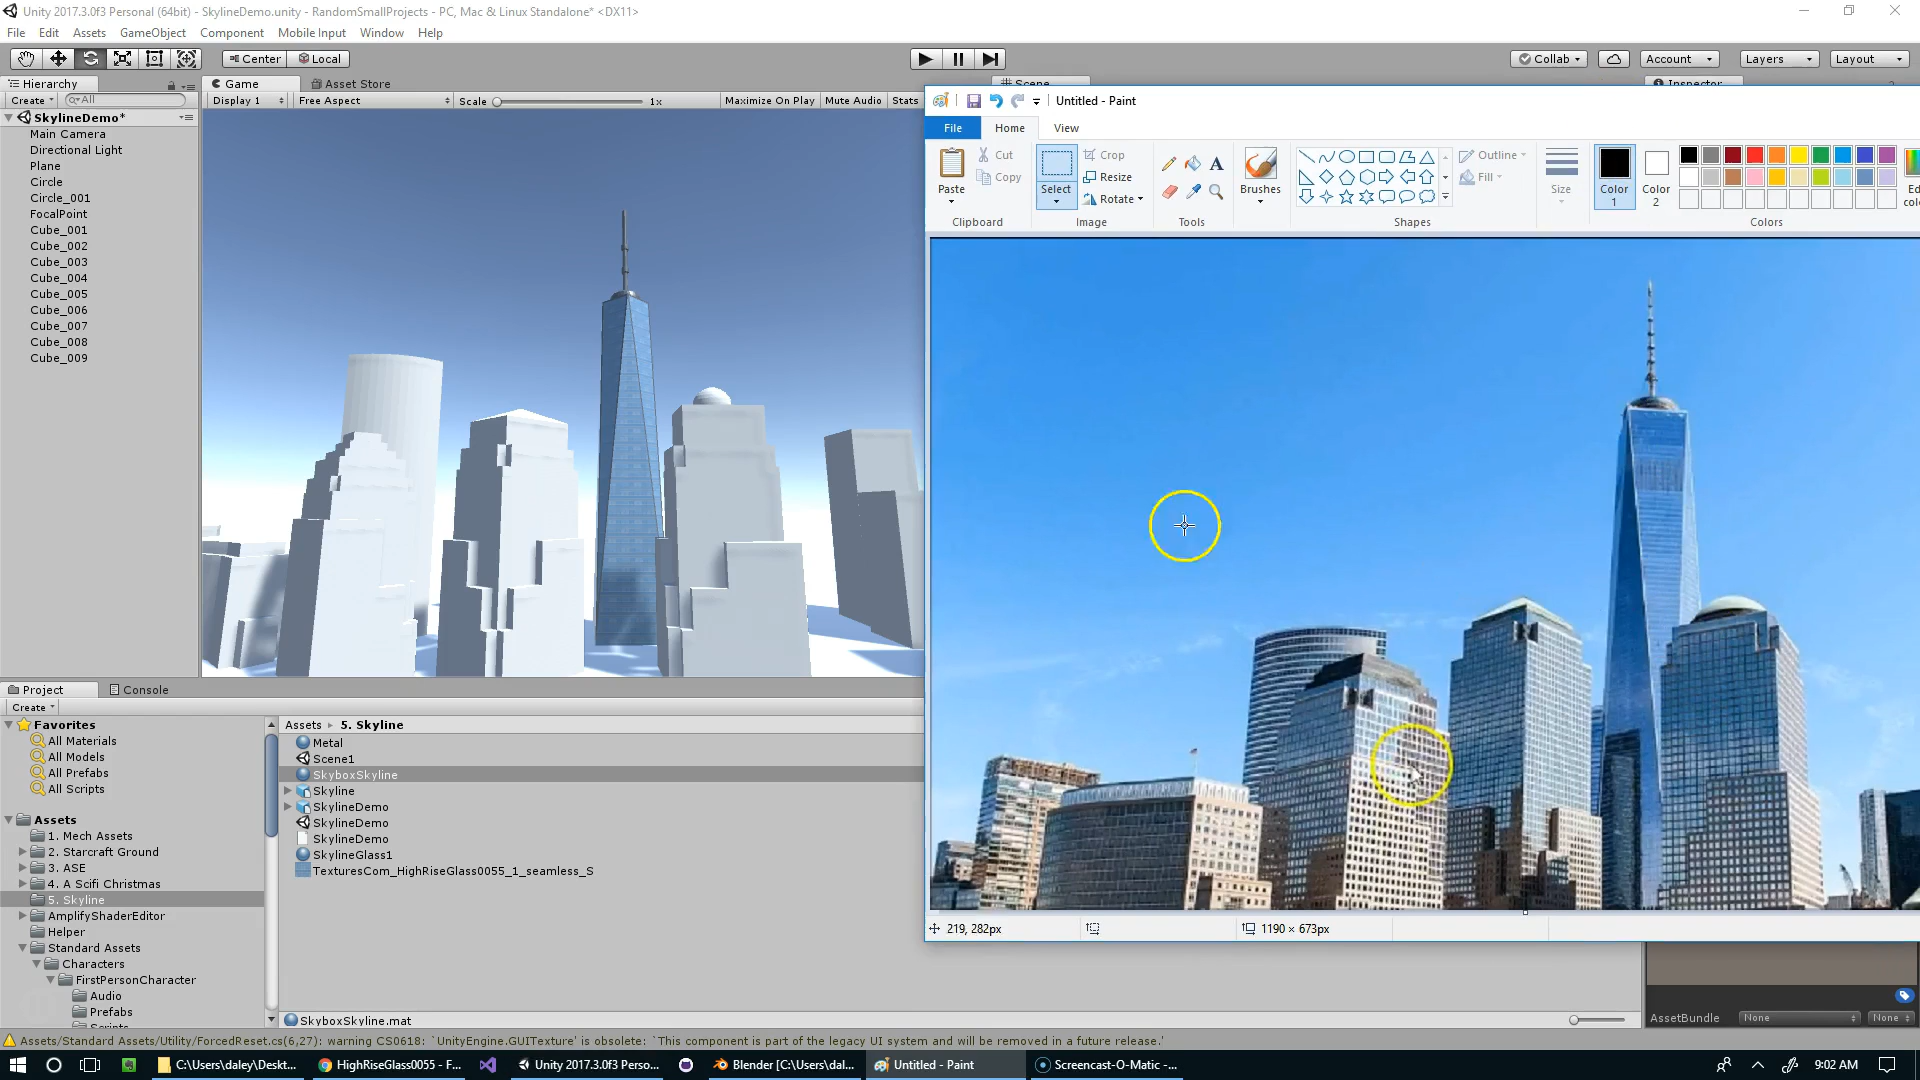 Unity 2017.3.0f3 Personal (64bit) - SkylineDemo.unity - RandomSmallProjects - PC, Mac & Linux Standalone* <DX11>
File Edit Assets GameObject Component Mobile Input Window Help
Center Local
Collab Account Layers Layout
Hierarchy
Game
Asset Store
Scene
Inspector
Create All
Display 1 Free Aspect Scale 1x Maximize On Play Mute Audio Stats
SkylineDemo*
Main Camera
Directional Light
Plane
Circle
Circle_001
FocalPoint
Cube_001
Cube_002
Cube_003
Cube_004
Cube_005
Cube_006
Cube_007
Cube_008
Cube_009
Untitled - Paint
File Home View
Paste
Cut
Copy
Clipboard
Select
Crop
Resize
Rotate
Image
A
Tools
Brushes
Shapes
Outline
Fill
Size
Color 1
Color 2
Colors
219, 282px
1190 × 673px
Project Console
Create
Favorites
All Materials
All Models
All Prefabs
All Scripts
Assets
1. Mech Assets
2. Starcraft Ground
3. ASE
4. A Scifi Christmas
5. Skyline
AmplifyShaderEditor
Helper
Standard Assets
Characters
FirstPersonCharacter
Audio
Prefabs
Scripts
Assets 5. Skyline
Metal
Scene1
SkyboxSkyline
Skyline
SkylineDemo
SkylineDemo
SkylineDemo
SkylineGlass1
TexturesCom_HighRiseGlass0055_1_seamless_S
SkyboxSkyline.mat
AssetBundle None None
Assets/Standard Assets/Utility/ForcedReset.cs(6,27): warning CS0618: `UnityEngine.GUITexture' is obsolete: `This component is part of the legacy UI system and will be removed in a future release.'
C:\Users\daley\Deskt...
HighRiseGlass0055 - F...
Unity 2017.3.0f3 Perso...
Blender [C:\Users\dal...
Untitled - Paint
Screencast-O-Matic -...
9:02 AM